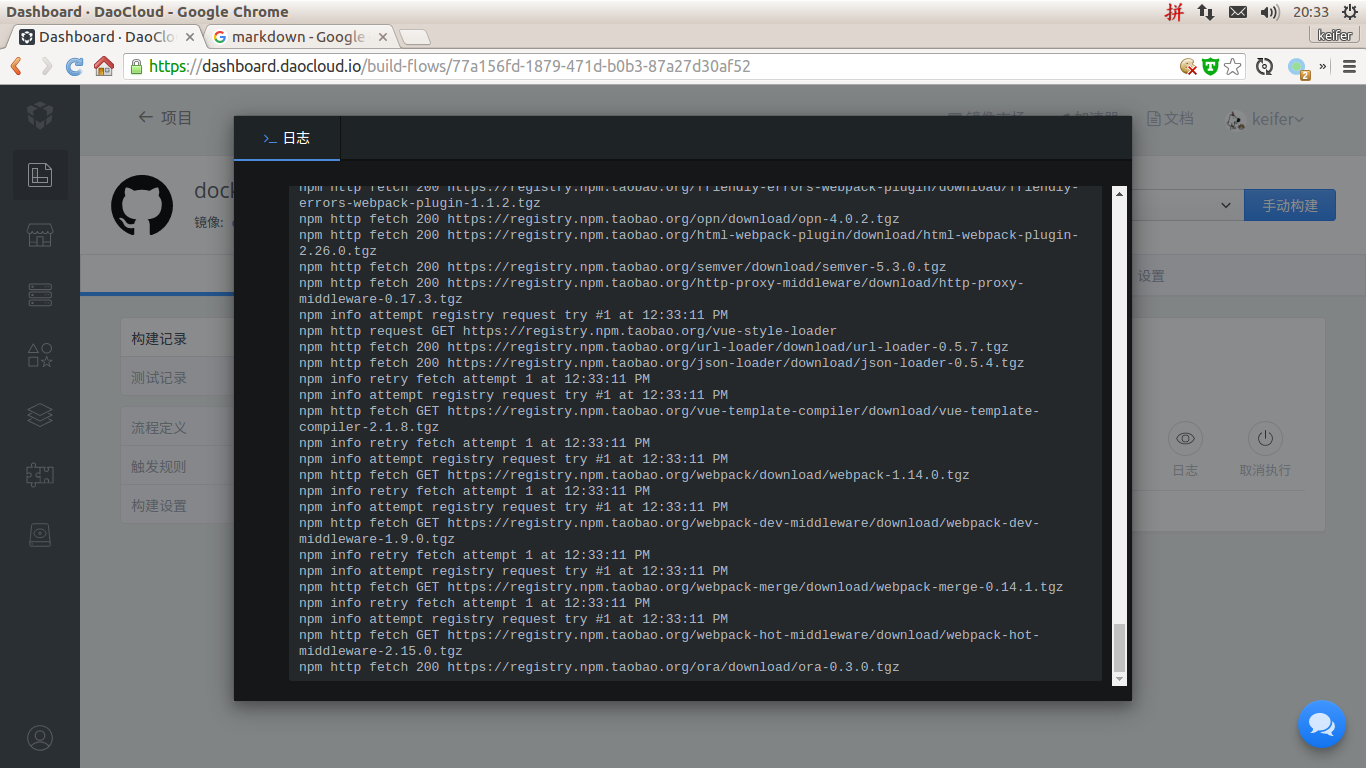 Dashboard · DaoCloud - Google Chrome
拼
20:33
Dashboard · DaoClo
markdown - Google
keifer
https://dashboard.daocloud.io/build-flows/77a156fd-1879-471d-b0b3-87a27d30af52
2
»
← 项目
文档
keifer
>_ 日志
dock
镜像:
手动构建
设置
构建记录
测试记录
流程定义
触发规则
构建设置
日志
取消执行
npm http fetch 200 https://registry.npm.taobao.org/friendly-errors-webpack-plugin/download/friendly-
errors-webpack-plugin-1.1.2.tgz
npm http fetch 200 https://registry.npm.taobao.org/opn/download/opn-4.0.2.tgz
npm http fetch 200 https://registry.npm.taobao.org/html-webpack-plugin/download/html-webpack-plugin-
2.26.0.tgz
npm http fetch 200 https://registry.npm.taobao.org/semver/download/semver-5.3.0.tgz
npm http fetch 200 https://registry.npm.taobao.org/http-proxy-middleware/download/http-proxy-
middleware-0.17.3.tgz
npm info attempt registry request try #1 at 12:33:11 PM
npm http request GET https://registry.npm.taobao.org/vue-style-loader
npm http fetch 200 https://registry.npm.taobao.org/url-loader/download/url-loader-0.5.7.tgz
npm http fetch 200 https://registry.npm.taobao.org/json-loader/download/json-loader-0.5.4.tgz
npm info retry fetch attempt 1 at 12:33:11 PM
npm info attempt registry request try #1 at 12:33:11 PM
npm http fetch GET https://registry.npm.taobao.org/vue-template-compiler/download/vue-template-
compiler-2.1.8.tgz
npm info retry fetch attempt 1 at 12:33:11 PM
npm info attempt registry request try #1 at 12:33:11 PM
npm http fetch GET https://registry.npm.taobao.org/webpack/download/webpack-1.14.0.tgz
npm info retry fetch attempt 1 at 12:33:11 PM
npm info attempt registry request try #1 at 12:33:11 PM
npm http fetch GET https://registry.npm.taobao.org/webpack-dev-middleware/download/webpack-dev-
middleware-1.9.0.tgz
npm info retry fetch attempt 1 at 12:33:11 PM
npm info attempt registry request try #1 at 12:33:11 PM
npm http fetch GET https://registry.npm.taobao.org/webpack-merge/download/webpack-merge-0.14.1.tgz
npm info retry fetch attempt 1 at 12:33:11 PM
npm info attempt registry request try #1 at 12:33:11 PM
npm http fetch GET https://registry.npm.taobao.org/webpack-hot-middleware/download/webpack-hot-
middleware-2.15.0.tgz
npm http fetch 200 https://registry.npm.taobao.org/ora/download/ora-0.3.0.tgz